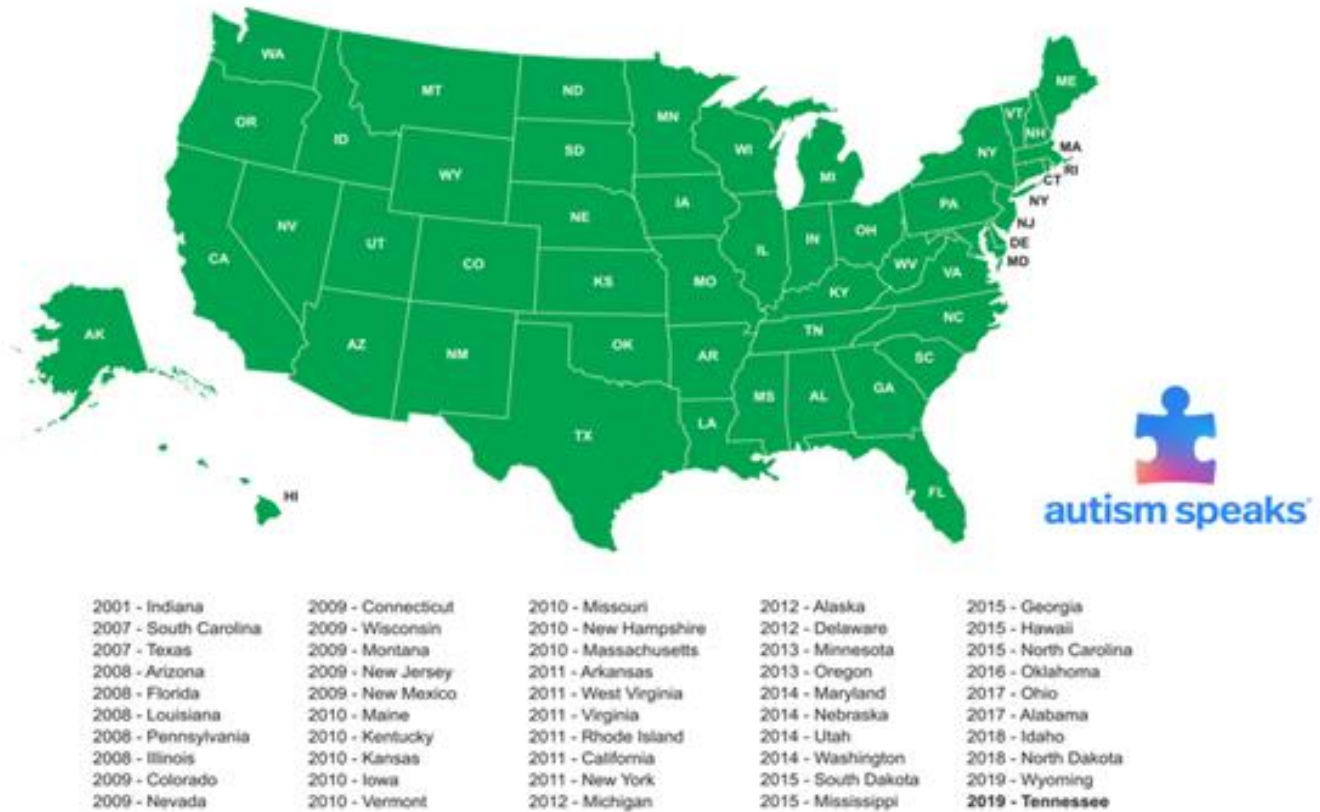 WA
MT
ND
MN
ME
VT
NH
OR
ID
SD
WI
NY
MA
RI
CT
NY
WY
MI
IA
PA
NJ
NE
NV
UT
IL
IN
OH
DE
MD
CA
CO
WV
VA
KS
MO
KY
NC
TN
AK
AZ
NM
OK
AR
SC
MS
AL
GA
LA
TX
FL
HI
autism speaks
2001 - Indiana
2007 - South Carolina
2007 - Texas
2008 - Arizona
2008 - Florida
2008 - Louisiana
2008 - Pennsylvania
2008 - Illinois
2009 - Colorado
2009 - Nevada
2009 - Connecticut
2009 - Wisconsin
2009 - Montana
2009 - New Jersey
2009 - New Mexico
2010 - Maine
2010 - Kentucky
2010 - Kansas
2010 - Iowa
2010 - Vermont
2010 - Missouri
2010 - New Hampshire
2010 - Massachusetts
2011 - Arkansas
2011 - West Virginia
2011 - Virginia
2011 - Rhode Island
2011 - California
2011 - New York
2012 - Michigan
2012 - Alaska
2012 - Delaware
2013 - Minnesota
2013 - Oregon
2014 - Maryland
2014 - Nebraska
2014 - Utah
2014 - Washington
2015 - South Dakota
2015 - Mississippi
2015 - Georgia
2015 - Hawaii
2015 - North Carolina
2016 - Oklahoma
2017 - Ohio
2017 - Alabama
2018 - Idaho
2018 - North Dakota
2019 - Wyoming
2019 - Tennessee